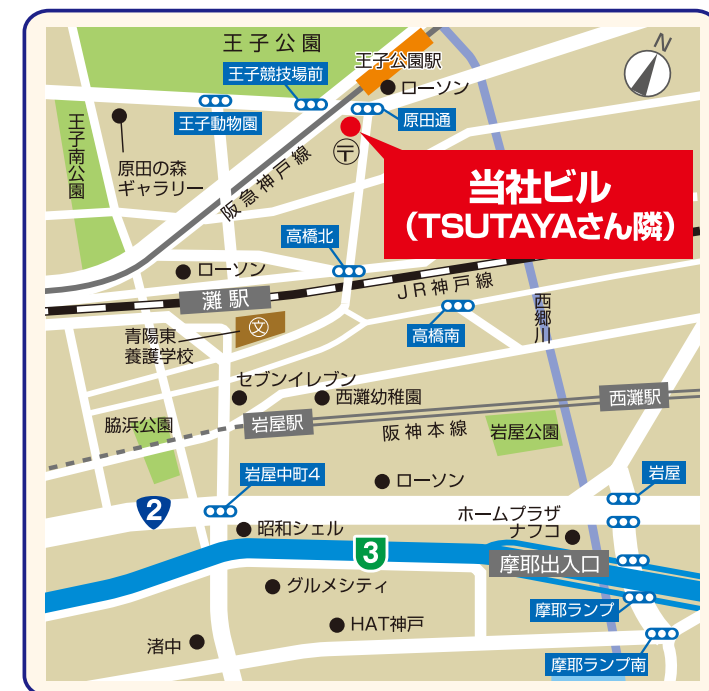 王子公園
N
王子公園駅
王子競技場前
ローソン
王子動物園
原田通
王子南公園
原田の森
ギャラリー
〒
阪急神戸線
当社ビル
(TSUTAYAさん隣)
高橋北
ローソン
JR神戸線
灘駅
西郷川
文
高橋南
青陽東
養護学校
セブンイレブン
西灘幼稚園
西灘駅
脇浜公園
岩屋駅
阪神本線
岩屋公園
岩屋中町4
ローソン
岩屋
2
昭和シェル
ホームプラザ
ナフコ
3
摩耶出入口
グルメシティ
摩耶ランプ
HAT神戸
渚中
摩耶ランプ南